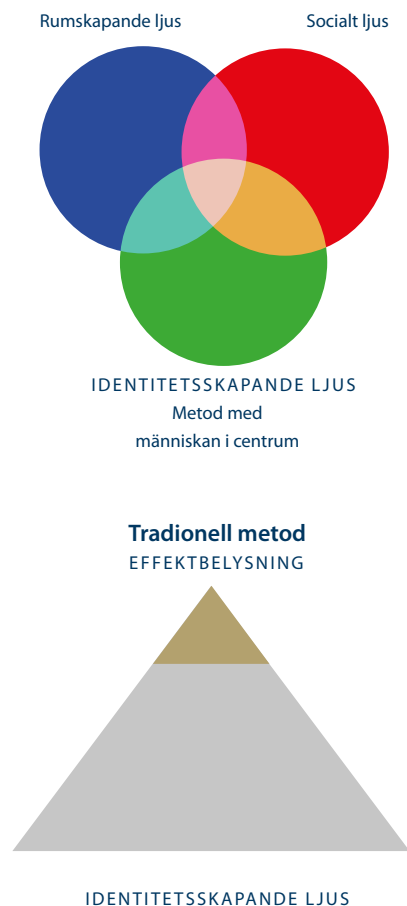 Rumskapande ljus
Socialt ljus
IDENTITETSSKAPANDE LJUS
Metod med
människan i centrum
Tradionell metod
EFFEKTBELYSNING
IDENTITETSSKAPANDE LJUS